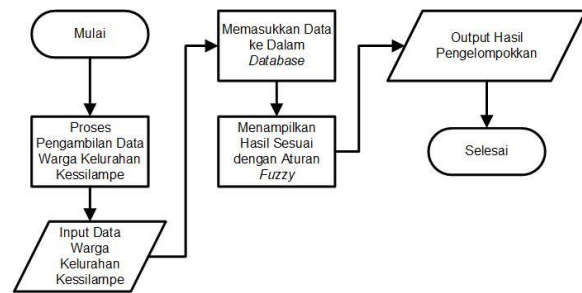 Mulai
Proses
Pengambilan Data
Warga Kelurahan
Kessilampe
Input Data
Warga
Kelurahan
Kessilampe
Memasukkan Data
ke Dalam
Database
Menampilkan
Hasil Sesuai
dengan Aturan
Fuzzy
Output Hasil
Pengelompokkan
Selesai